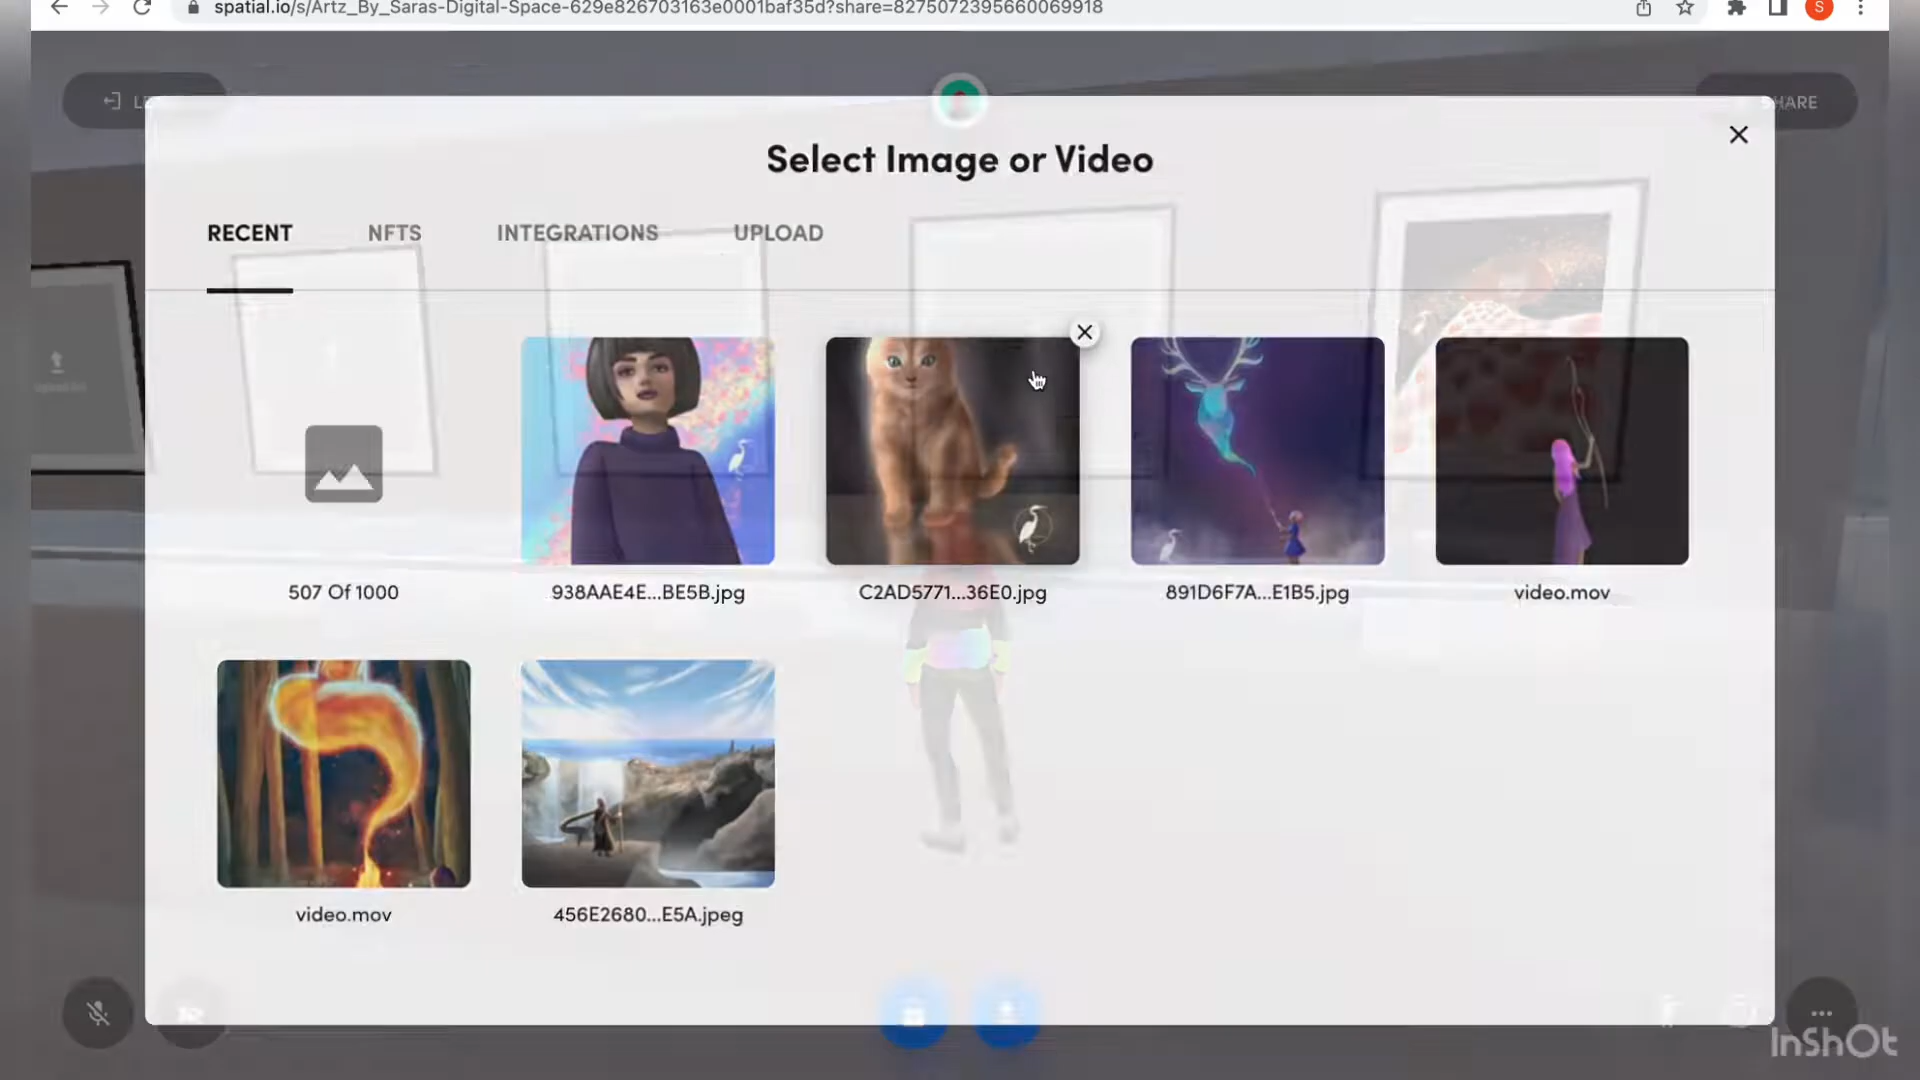 spatial.io/s/Artz_By_Saras-Digital-Space-629e826703163e0001baf35d?share=8275072395660069918
S
SHARE
Select Image or Video
RECENT NFTS INTEGRATIONS UPLOAD
507 Of 1000
938AAE4E...BE5B.jpg
C2AD5771...36E0.jpg
891D6F7A...E1B5.jpg
video.mov
video.mov
456E2680...E5A.jpeg
InShOt